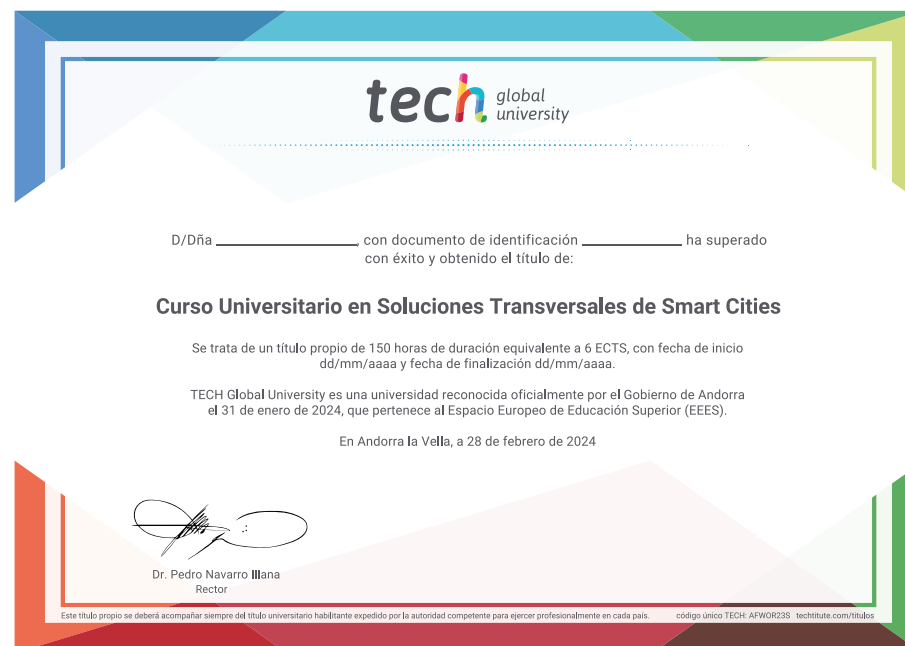 tech global
university
D/Dña ______________, con documento de identificación __________ ha superado
con éxito y obtenido el título de:
Curso Universitario en Soluciones Transversales de Smart Cities
Se trata de un título propio de 150 horas de duración equivalente a 6 ECTS, con fecha de inicio
dd/mm/aaaa y fecha de finalización dd/mm/aaaa.
TECH Global University es una universidad reconocida oficialmente por el Gobierno de Andorra
el 31 de enero de 2024, que pertenece al Espacio Europeo de Educación Superior (EEES).
En Andorra la Vella, a 28 de febrero de 2024
Dr. Pedro Navarro Illana
Rector
Este título propio se deberá acompañar siempre del título universitario habilitante expedido por la autoridad competente para ejercer profesionalmente en cada país. código único TECH: AFWOR23S techtitute.com/titulos